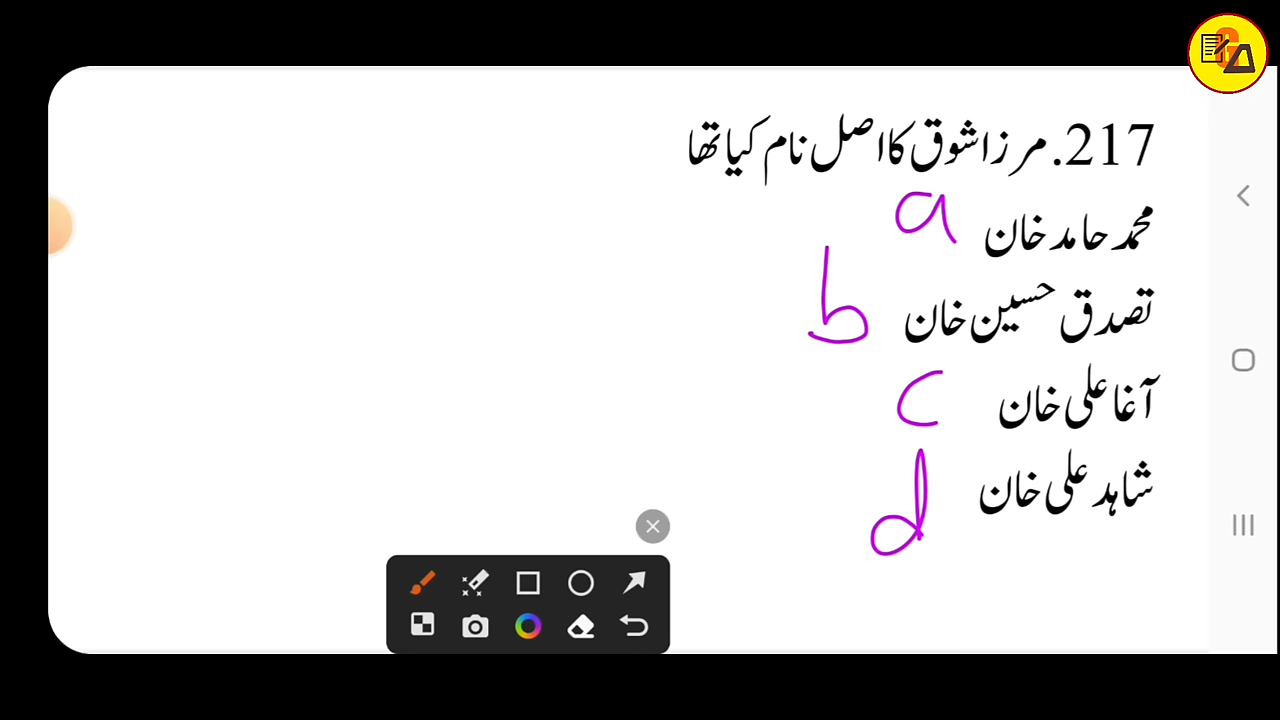 217. مرزا شوق کا اصل نام کیا تھا
محمد حامد خان a
تصدق حسین خان b
آغا علی خان c
شاہد علی خان d